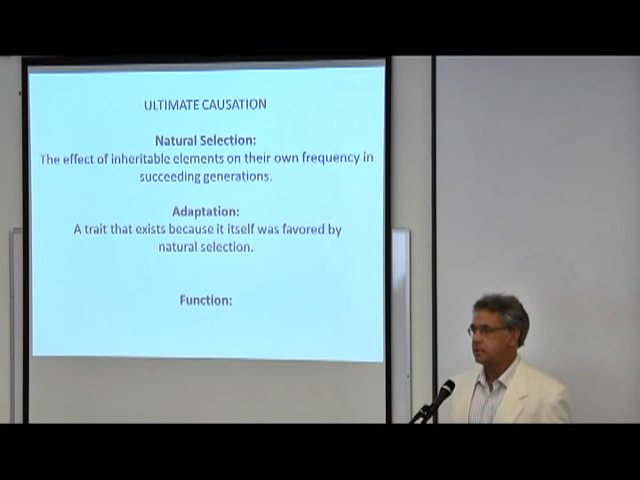 ULTIMATE CAUSATION
Natural Selection:
The effect of inheritable elements on their own frequency in
succeeding generations.
Adaptation:
A trait that exists because it itself was favored by
natural selection.
Function: